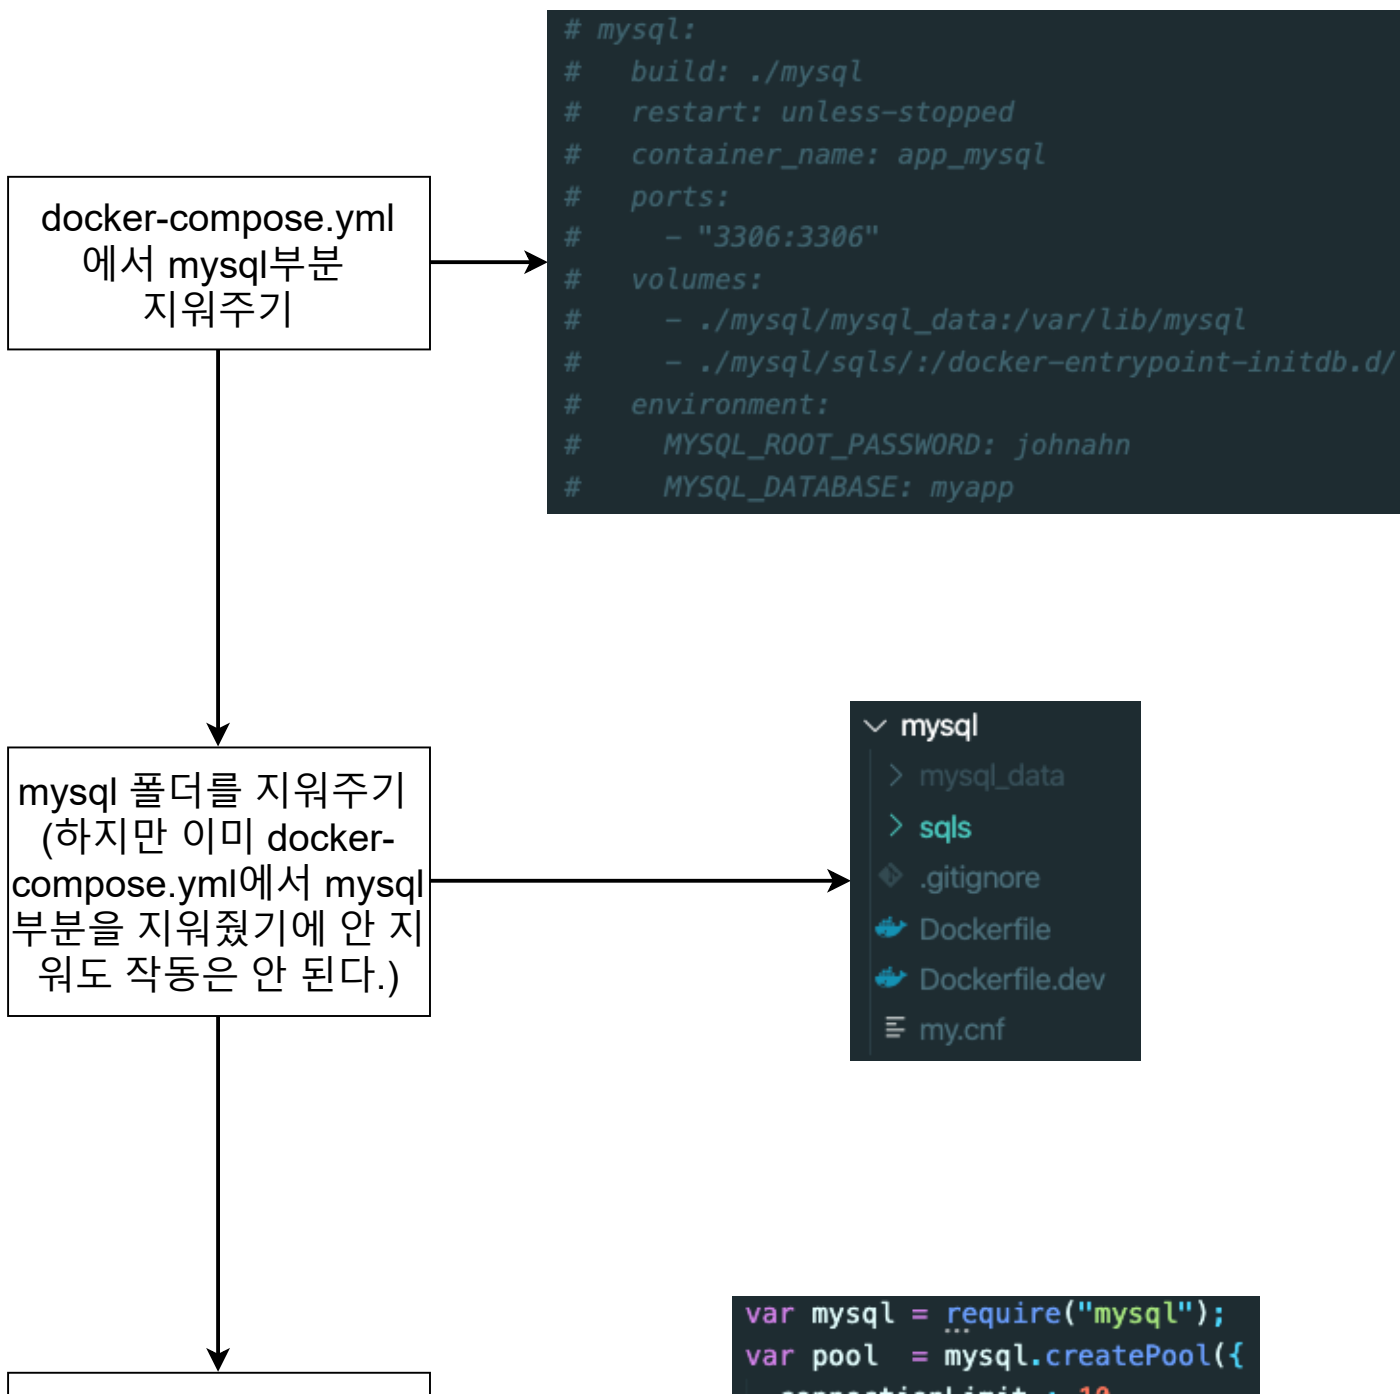 docker-compose.yml
에서 mysql부분
지워주기
# mysql:
#   build: ./mysql
#   restart: unless-stopped
#   container_name: app_mysql
#   ports:
#     - "3306:3306"
#   volumes:
#     - ./mysql/mysql_data:/var/lib/mysql
#     - ./mysql/sqls/:/docker-entrypoint-initdb.d/
#   environment:
#     MYSQL_ROOT_PASSWORD: johnahn
#     MYSQL_DATABASE: myapp
mysql 폴더를 지워주기
(하지만 이미 docker-
compose.yml에서 mysql
부분을 지워줬기에 안 지
워도 작동은 안 된다.)
mysql
mysql_data
sqls
.gitignore
Dockerfile
Dockerfile.dev
my.cnf
var mysql = require("mysql");
var pool  = mysql.createPool({
connectionLimit : 10